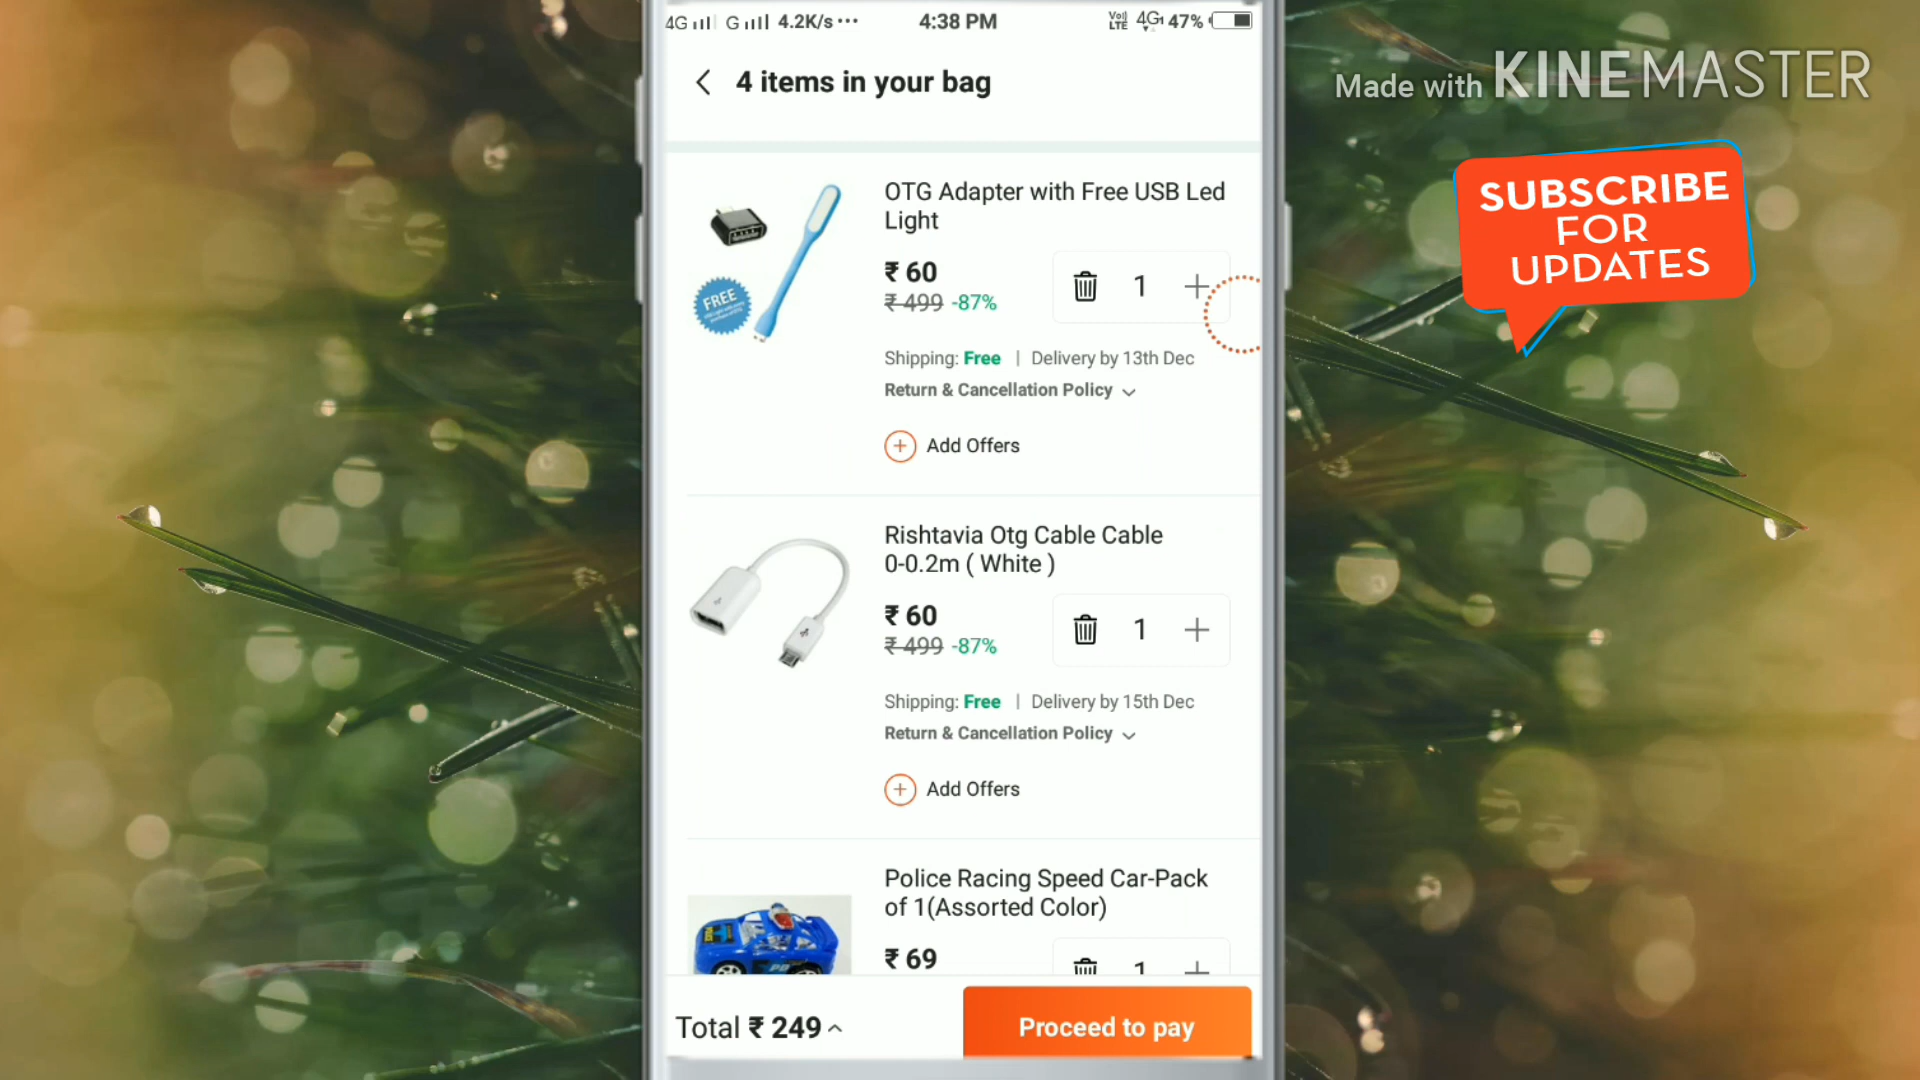 4G G 4.2K/s ... 4:38 PM VoLTE 4G 47%
4 items in your bag
Made with KINEMASTER
SUBSCRIBE
FOR
UPDATES
OTG Adapter with Free USB Led
Light
₹ 60
₹ 499 -87%
1
FREE
Shipping: Free | Delivery by 13th Dec
Return & Cancellation Policy
Add Offers
Rishtavia Otg Cable Cable
0-0.2m ( White )
₹ 60
₹ 499 -87%
1
Shipping: Free | Delivery by 15th Dec
Return & Cancellation Policy
Add Offers
Police Racing Speed Car-Pack
of 1(Assorted Color)
₹ 69
1
Total ₹ 249
Proceed to pay